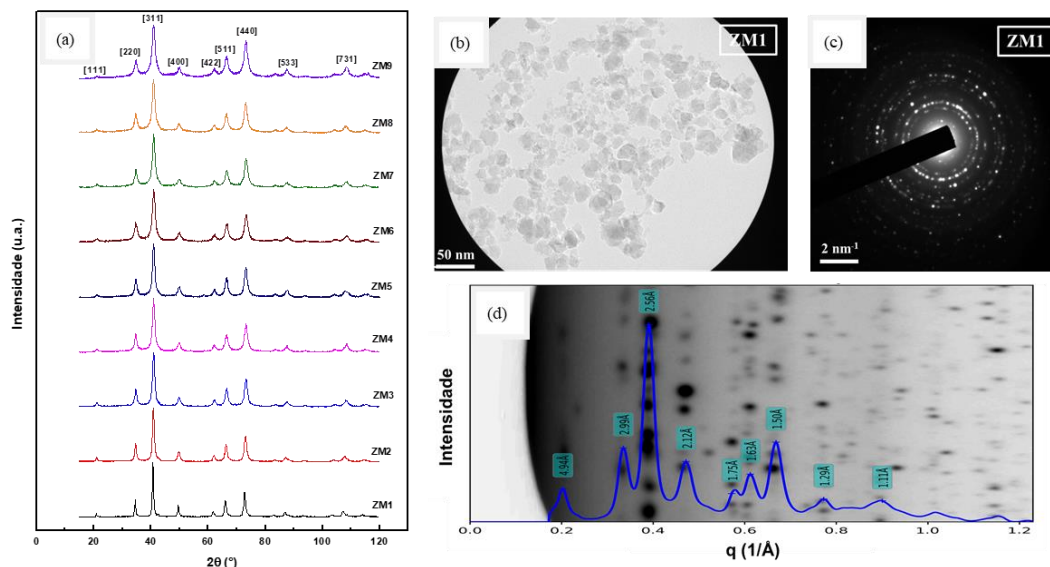 (a)
[111]
[220]
[311]
[400]
[422]
[511]
[440]
[533]
[731]
ZM9
ZM8
ZM7
ZM6
ZM5
ZM4
ZM3
ZM2
ZM1
Intensidade (u.a.)
0 20 40 60 80 100 120
2θ (°)
(b)
ZM1
50 nm
(c)
ZM1
2 nm⁻¹
(d)
Intensidade
4.94Å
2.99Å
2.56Å
2.12Å
1.75Å
1.63Å
1.50Å
1.29Å
1.11Å
0.0 0.2 0.4 0.6 0.8 1.0 1.2
q (1/Å)